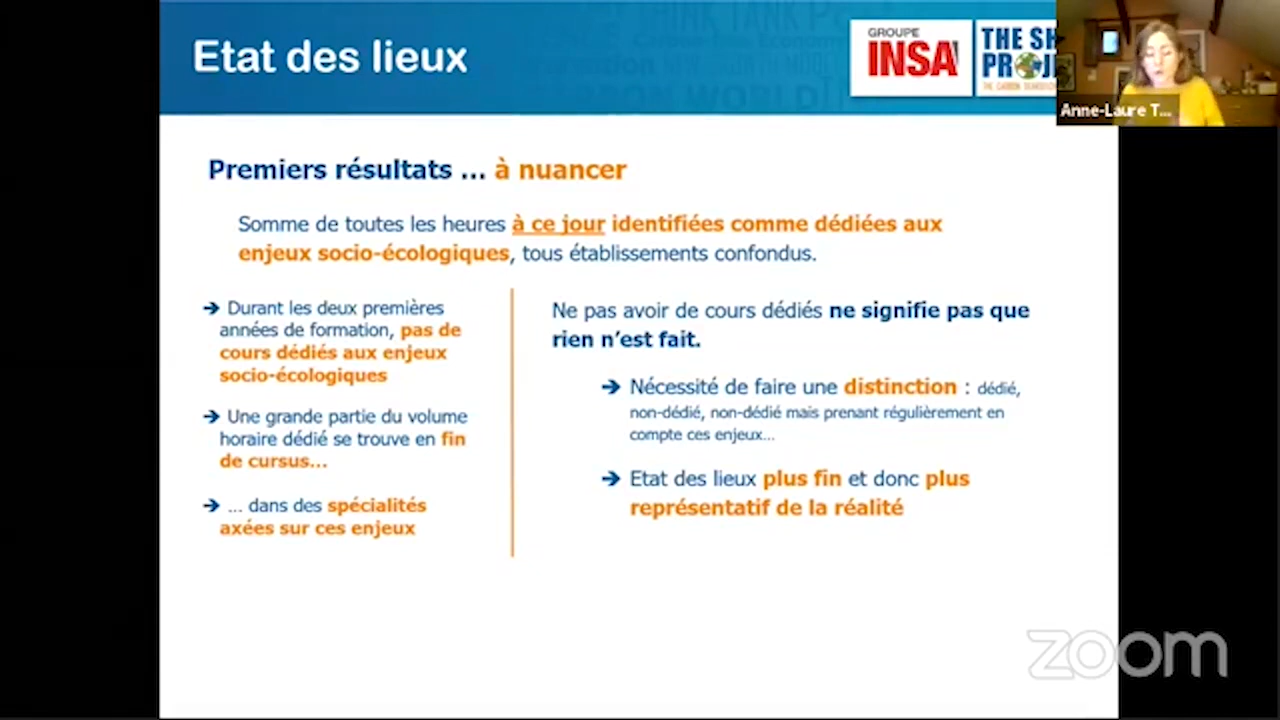 Etat des lieux
GROUPE
INSA
THE SH
PROJ
Anne-Laure T...
Premiers résultats ... à nuancer
Somme de toutes les heures à ce jour identifiées comme dédiées aux
enjeux socio-écologiques, tous établissements confondus.
➔ Durant les deux premières
années de formation, pas de
cours dédiés aux enjeux
socio-écologiques
➔ Une grande partie du volume
horaire dédié se trouve en fin
de cursus...
➔ ... dans des spécialités
axées sur ces enjeux
Ne pas avoir de cours dédiés ne signifie pas que
rien n'est fait.
➔ Nécessité de faire une distinction : dédié,
non-dédié, non-dédié mais prenant régulièrement en
compte ces enjeux...
➔ Etat des lieux plus fin et donc plus
représentatif de la réalité
zoom